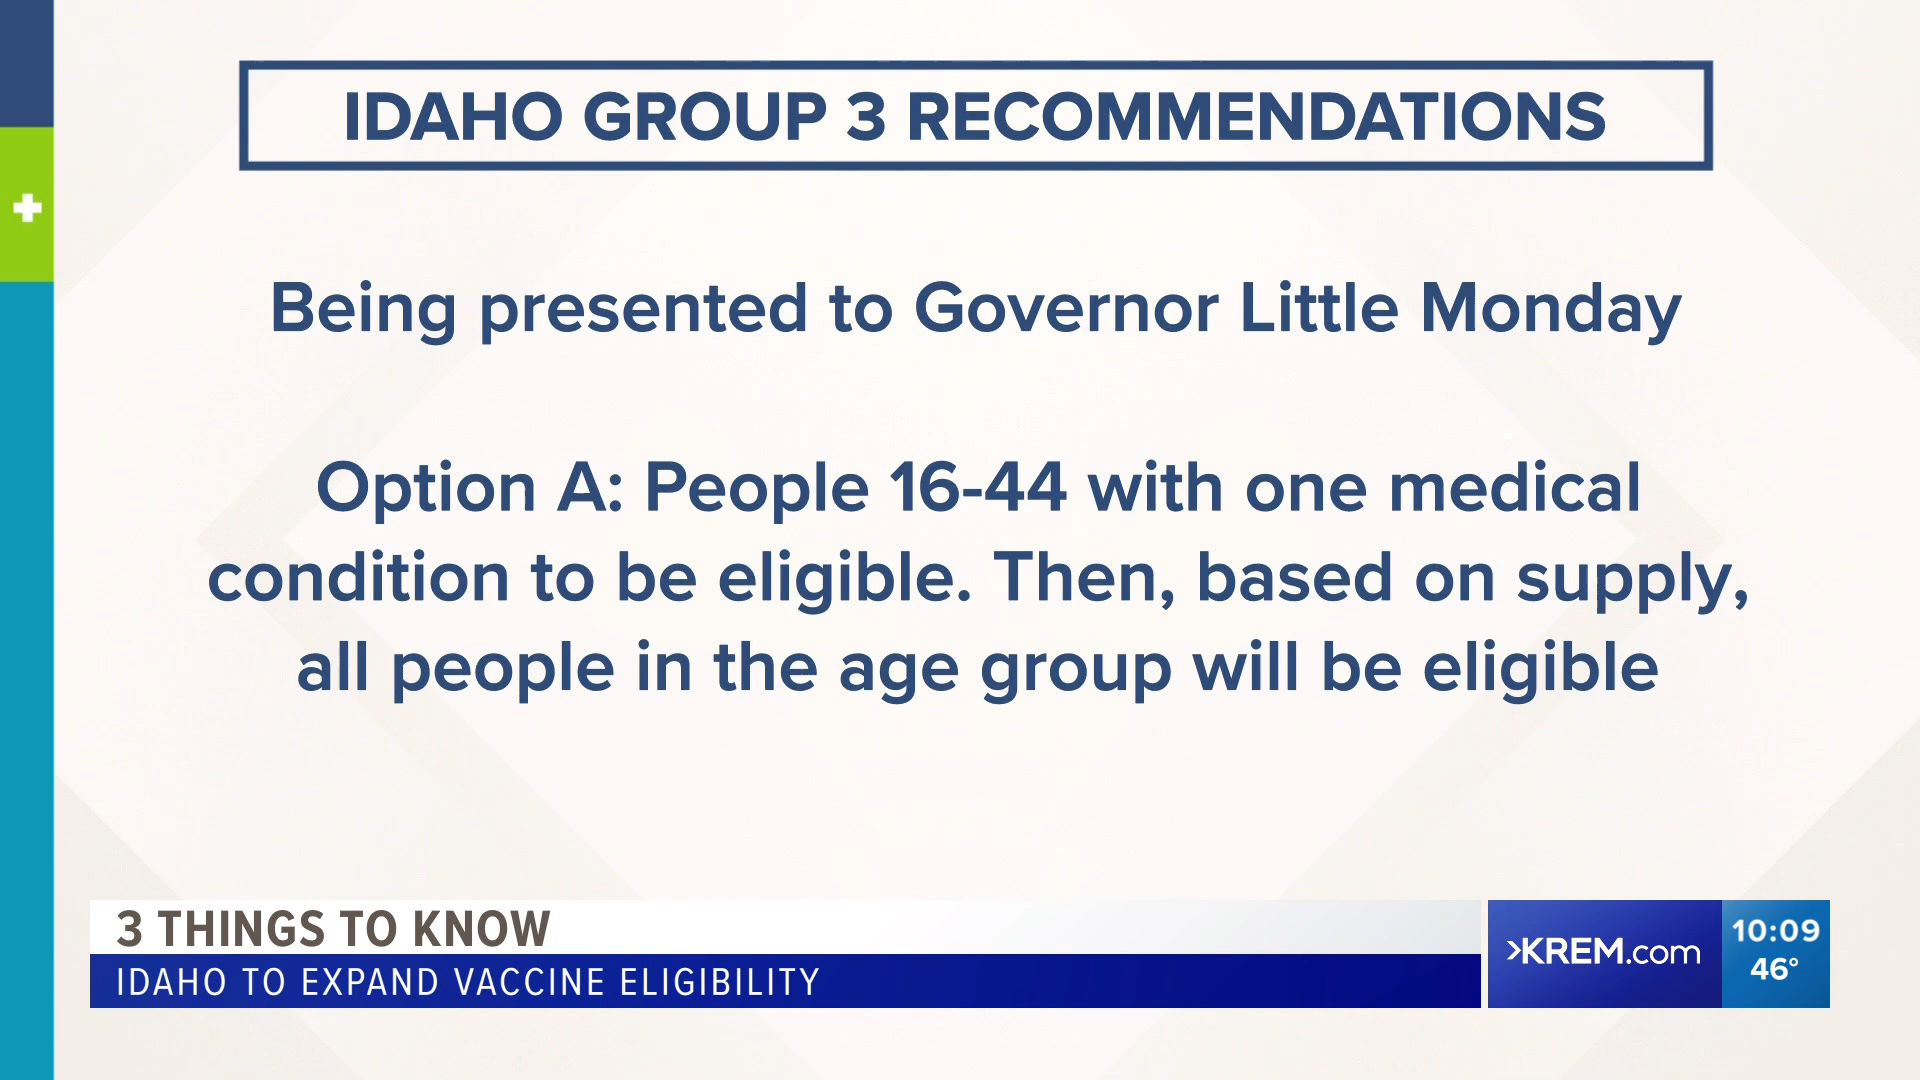 IDAHO GROUP 3 RECOMMENDATIONS
Being presented to Governor Little Monday
Option A: People 16-44 with one medical
condition to be eligible. Then, based on supply,
all people in the age group will be eligible
3 THINGS TO KNOW
IDAHO TO EXPAND VACCINE ELIGIBILITY
KREM.com
10:09
46°